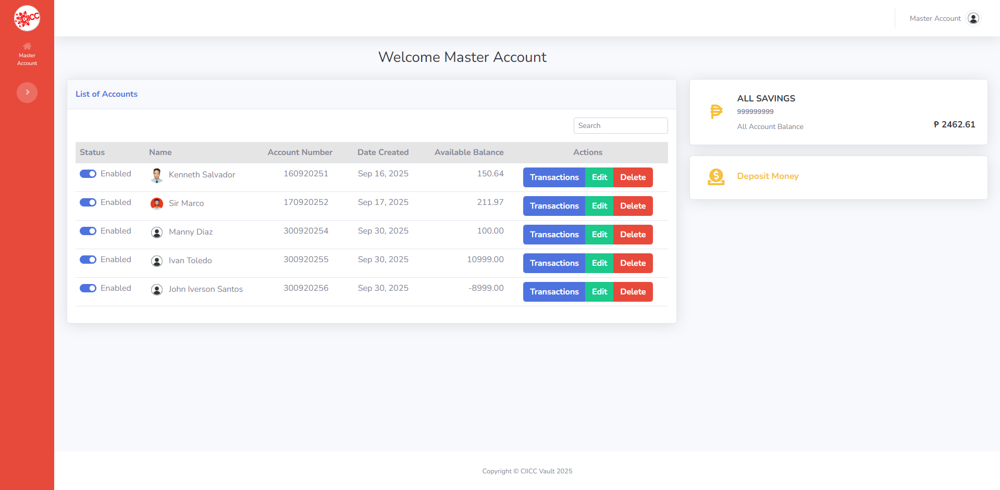 CIICC
Master Account
Master
Account
Welcome Master Account
List of Accounts
Search
Status Name Account Number Date Created Available Balance Actions
Enabled Kenneth Salvador 160920251 Sep 16, 2025 150.64 Transactions Edit Delete
Enabled Sir Marco 170920252 Sep 17, 2025 211.97 Transactions Edit Delete
Enabled Manny Diaz 300920254 Sep 30, 2025 100.00 Transactions Edit Delete
Enabled Ivan Toledo 300920255 Sep 30, 2025 10999.00 Transactions Edit Delete
Enabled John Iverson Santos 300920256 Sep 30, 2025 -8999.00 Transactions Edit Delete
ALL SAVINGS
999999999
All Account Balance ₱ 2462.61
Deposit Money
Copyright © CIICC Vault 2025